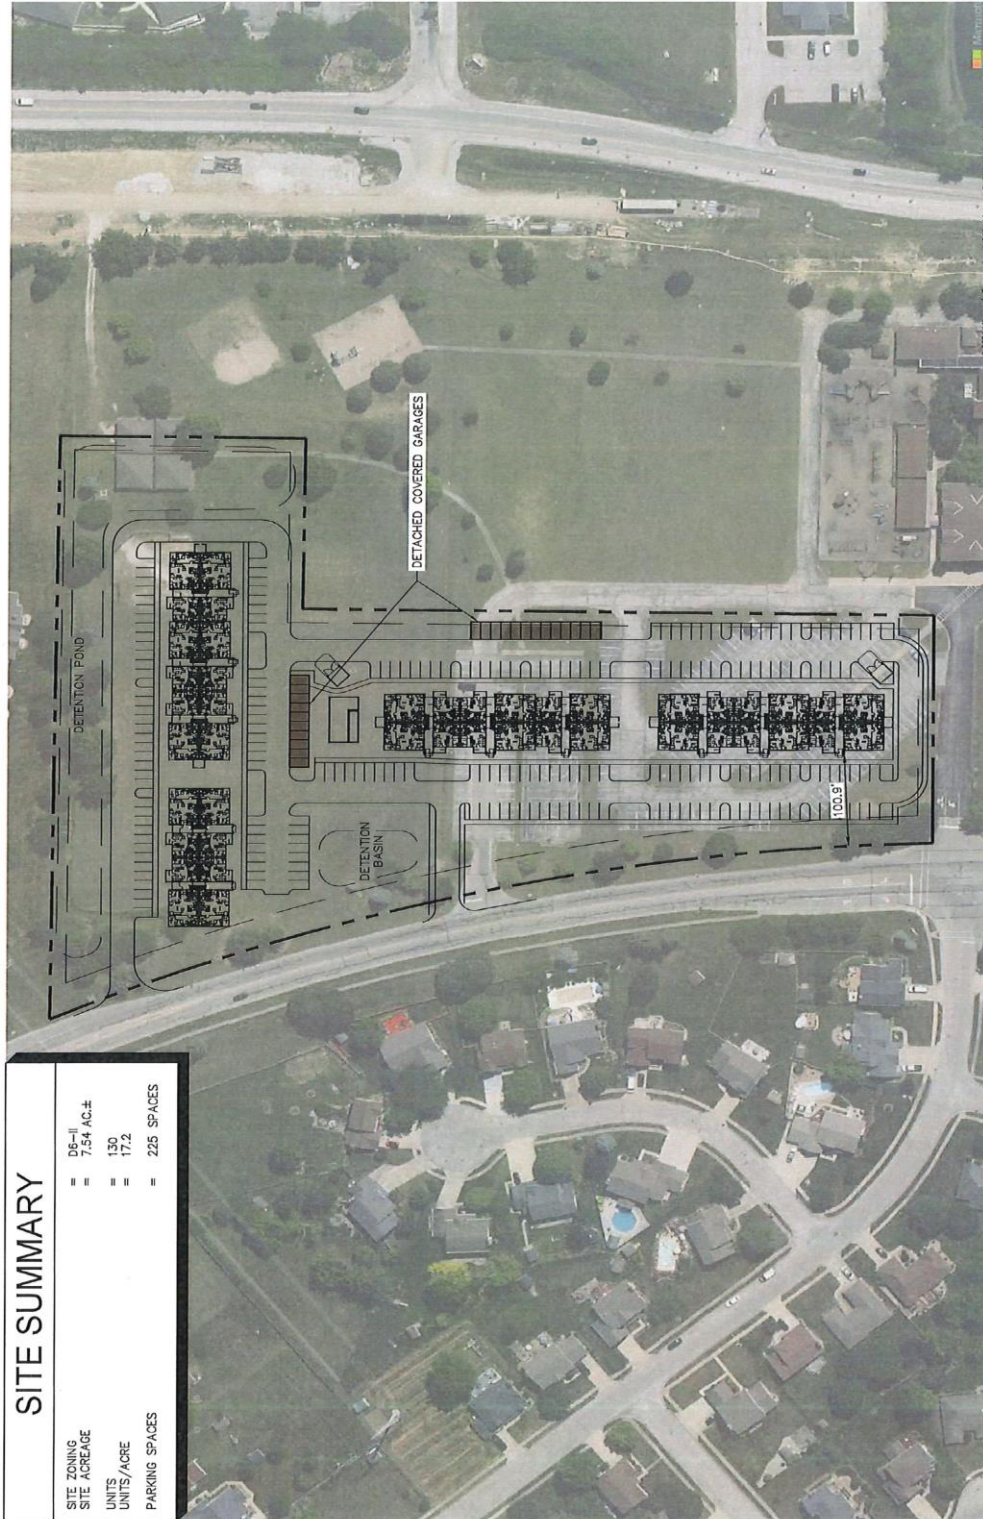 SITE SUMMARY
SITE ZONING = D6-II
SITE ACREAGE = 7.54 AC.±
UNITS = 130
UNITS/ACRE = 17.2
PARKING SPACES = 225 SPACES
DETENTION POND
DETENTION BASIN
DETACHED COVERED GARAGES
100.9'